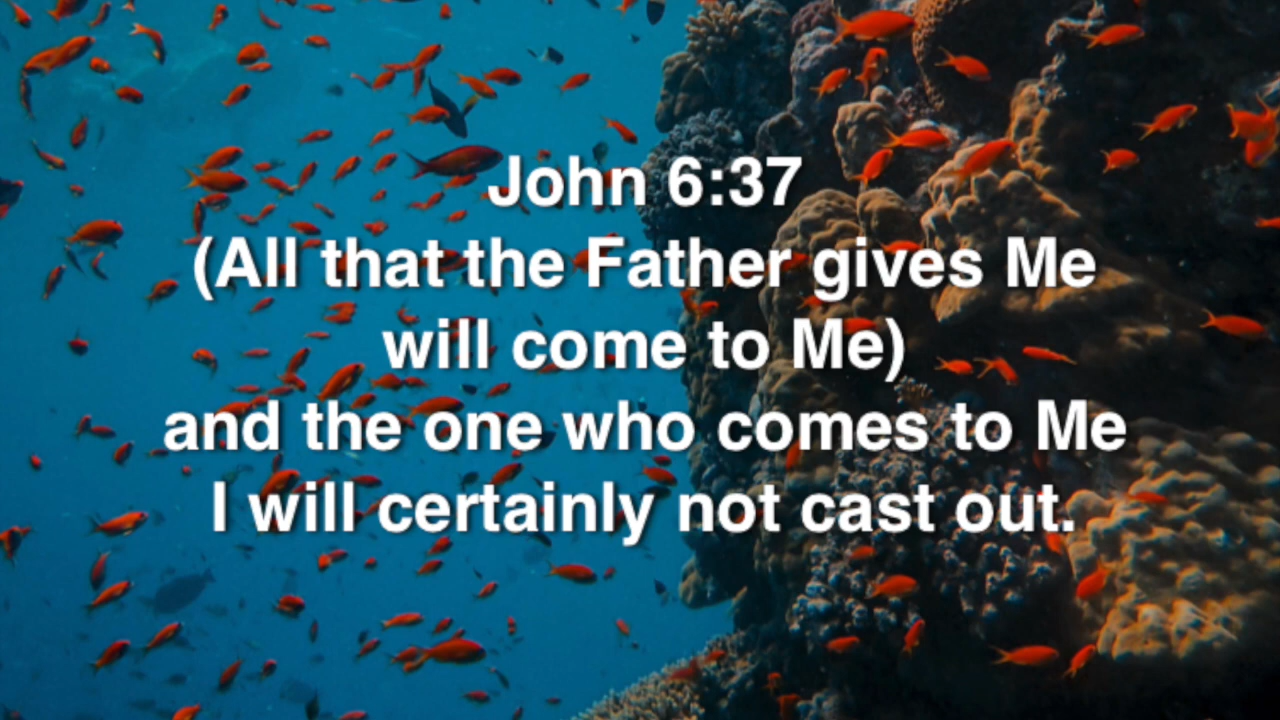 John 6:37
(All that the Father gives Me
will come to Me)
and the one who comes to Me
I will certainly not cast out.